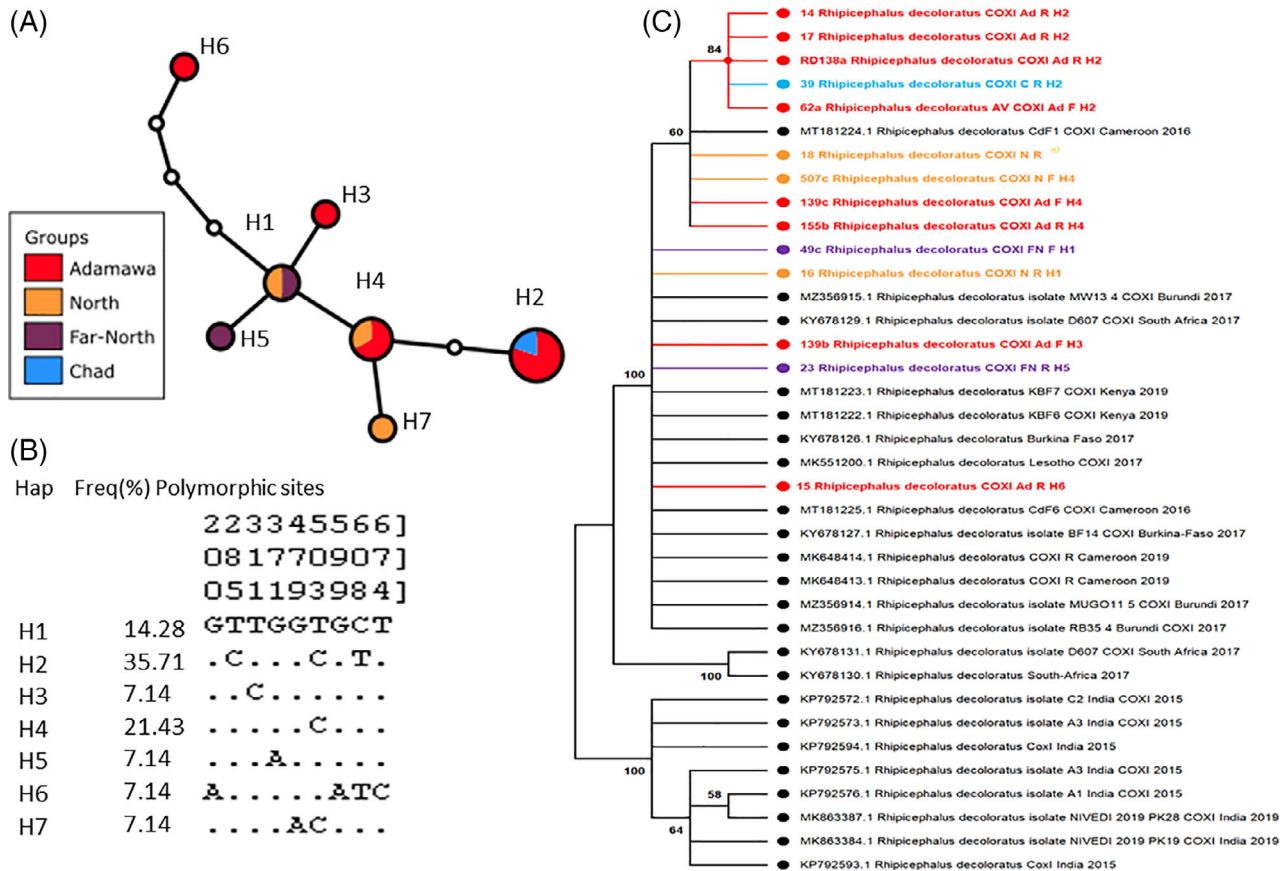 (A)
H6
H3
H1
H4
H2
H5
H7
Groups
Adamawa
North
Far-North
Chad
(B)
Hap Freq(%) Polymorphic sites
223345566]
081770907]
051193984]
H1 14.28 GTTGGTGCT
H2 35.71 .C...C.T.
H3 7.14 ..C......
H4 21.43 .....C...
H5 7.14 ...A.....
H6 7.14 A.....ATC
H7 7.14 ....AC...
(C)
84
60
100
100
100
58
64
14 Rhipicephalus decoloratus COXI Ad R H2
17 Rhipicephalus decoloratus COXI Ad R H2
RD138a Rhipicephalus decoloratus COXI Ad R H2
39 Rhipicephalus decoloratus COXI C R H2
62a Rhipicephalus decoloratus AV COXI Ad F H2
MT181224.1 Rhipicephalus decoloratus CdF1 COXI Cameroon 2016
18 Rhipicephalus decoloratus COXI N R
507c Rhipicephalus decoloratus COXI N F H4
139c Rhipicephalus decoloratus COXI Ad F H4
155b Rhipicephalus decoloratus COXI Ad R H4
49c Rhipicephalus decoloratus COXI FN F H1
16 Rhipicephalus decoloratus COXI N R H1
MZ356915.1 Rhipicephalus decoloratus isolate MW13 4 COXI Burundi 2017
KY678129.1 Rhipicephalus decoloratus isolate D607 COXI South Africa 2017
139b Rhipicephalus decoloratus COXI Ad F H3
23 Rhipicephalus decoloratus COXI FN R H5
MT181223.1 Rhipicephalus decoloratus KBF7 COXI Kenya 2019
MT181222.1 Rhipicephalus decoloratus KBF6 COXI Kenya 2019
KY678126.1 Rhipicephalus decoloratus Burkina Faso 2017
MK551200.1 Rhipicephalus decoloratus Lesotho COXI 2017
15 Rhipicephalus decoloratus COXI Ad R H6
MT181225.1 Rhipicephalus decoloratus CdF6 COXI Cameroon 2016
KY678127.1 Rhipicephalus decoloratus isolate BF14 COXI Burkina-Faso 2017
MK648414.1 Rhipicephalus decoloratus COXI R Cameroon 2019
MK648413.1 Rhipicephalus decoloratus COXI R Cameroon 2019
MZ356914.1 Rhipicephalus decoloratus isolate MUGO11 5 COXI Burundi 2017
MZ356916.1 Rhipicephalus decoloratus isolate RB35 4 Burundi COXI 2017
KY678131.1 Rhipicephalus decoloratus isolate D607 COXI South Africa 2017
KY678130.1 Rhipicephalus decoloratus South-Africa 2017
KP792572.1 Rhipicephalus decoloratus isolate C2 India COXI 2015
KP792573.1 Rhipicephalus decoloratus isolate A3 India COXI 2015
KP792594.1 Rhipicephalus decoloratus CoxI India 2015
KP792575.1 Rhipicephalus decoloratus isolate A3 India COXI 2015
KP792576.1 Rhipicephalus decoloratus isolate A1 India COXI 2015
MK863387.1 Rhipicephalus decoloratus isolate NIVEDI 2019 PK28 COXI India 2019
MK863384.1 Rhipicephalus decoloratus isolate NIVEDI 2019 PK19 COXI India 2019
KP792593.1 Rhipicephalus decoloratus CoxI India 2015